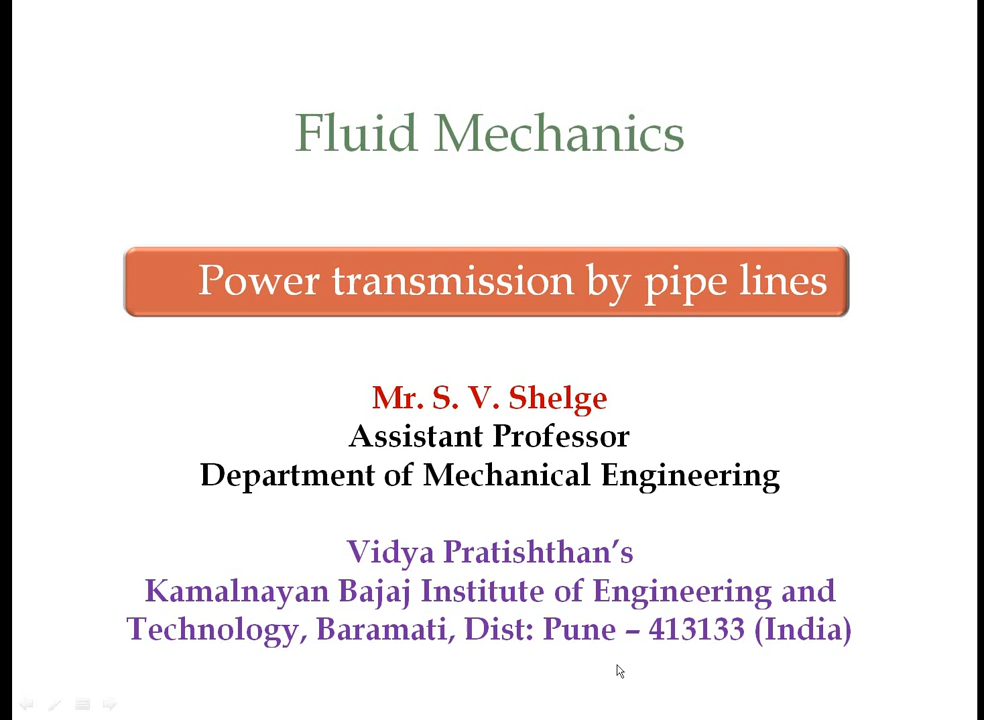 Fluid Mechanics
Power transmission by pipe lines
Mr. S. V. Shelge
Assistant Professor
Department of Mechanical Engineering
Vidya Pratishthan’s
Kamalnayan Bajaj Institute of Engineering and
Technology, Baramati, Dist: Pune – 413133 (India)